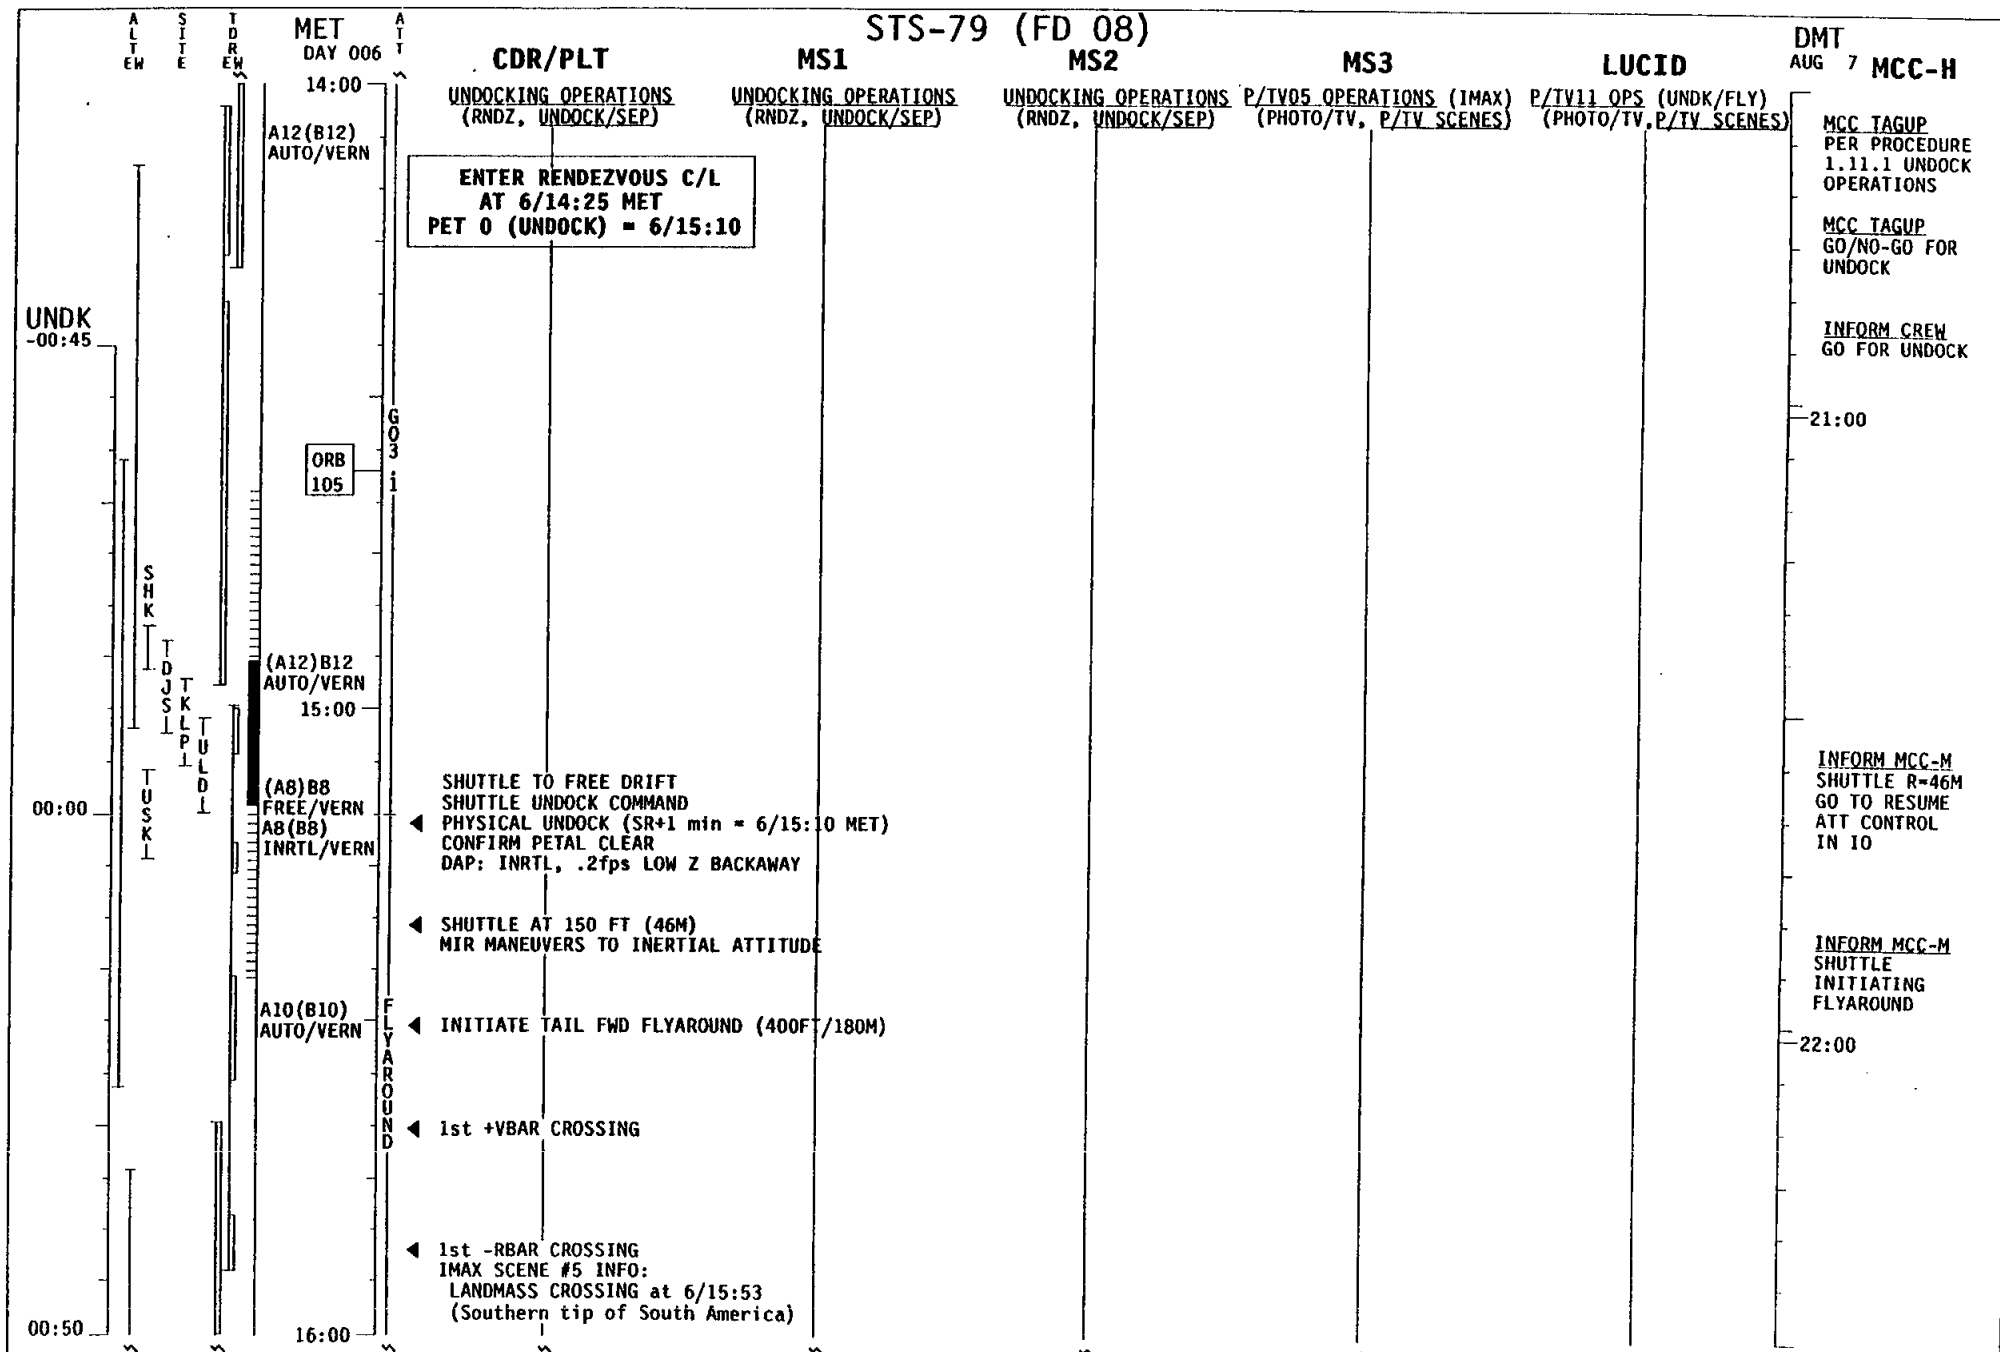 STS-79 (FD 08)
ALT EW
SITE
TDR EW
MET
DAY 006
ATT
CDR/PLT
MS1
MS2
MS3
LUCID
DMT
AUG 7
MCC-H
14:00
UNDOCKING OPERATIONS
(RNDZ, UNDOCK/SEP)
UNDOCKING OPERATIONS
(RNDZ, UNDOCK/SEP)
UNDOCKING OPERATIONS
(RNDZ, UNDOCK/SEP)
P/TV05 OPERATIONS (IMAX)
(PHOTO/TV, P/TV SCENES)
P/TV11 OPS (UNDK/FLY)
(PHOTO/TV, P/TV SCENES)
A12(B12)
AUTO/VERN
ENTER RENDEZVOUS C/L
AT 6/14:25 MET
PET 0 (UNDOCK) = 6/15:10
MCC TAGUP
PER PROCEDURE
1.11.1 UNDOCK
OPERATIONS
MCC TAGUP
GO/NO-GO FOR
UNDOCK
UNDK
-00:45
INFORM CREW
GO FOR UNDOCK
21:00
GO3.1
ORB
105
SHK
TDJS
TKLP
TULD
TUSK
(A12)B12
AUTO/VERN
15:00
(A8)B8
FREE/VERN
00:00
A8(B8)
INRTL/VERN
SHUTTLE TO FREE DRIFT
SHUTTLE UNDOCK COMMAND
PHYSICAL UNDOCK (SR+1 min = 6/15:10 MET)
CONFIRM PETAL CLEAR
DAP: INRTL, .2fps LOW Z BACKAWAY
INFORM MCC-M
SHUTTLE R=46M
GO TO RESUME
ATT CONTROL
IN IO
SHUTTLE AT 150 FT (46M)
MIR MANEUVERS TO INERTIAL ATTITUDE
INFORM MCC-M
SHUTTLE
INITIATING
FLYAROUND
A10(B10)
AUTO/VERN
FLYAROUND
INITIATE TAIL FWD FLYAROUND (400FT/180M)
22:00
1st +VBAR CROSSING
1st -RBAR CROSSING
IMAX SCENE #5 INFO:
LANDMASS CROSSING at 6/15:53
(Southern tip of South America)
00:50
16:00